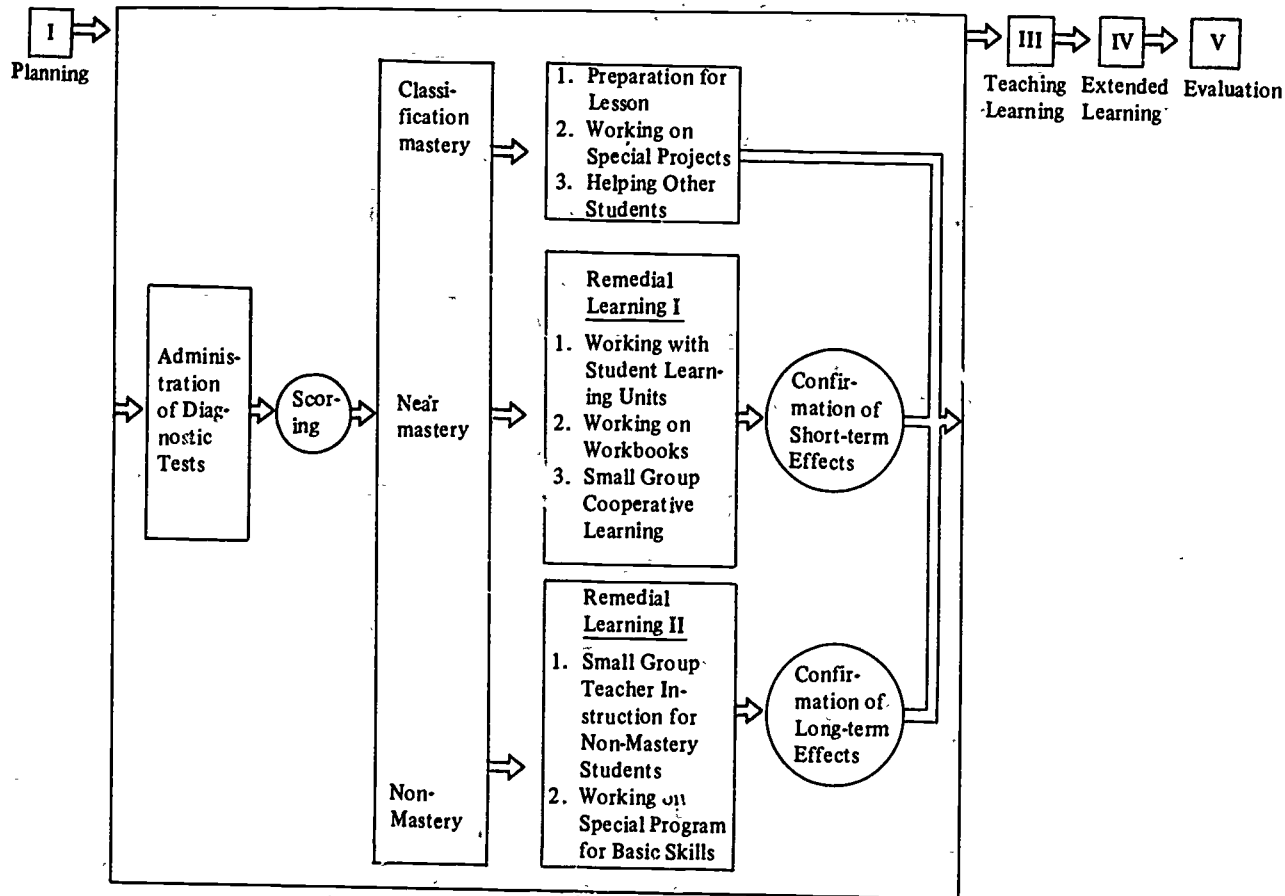 I
Planning
III
Teaching
Learning
IV
Extended
Learning
V
Evaluation
Adminis-
tration
of Diag-
nostic
Tests
Scor-
ing
Classi-
fication
mastery
Near
mastery
Non-
Mastery
1. Preparation for
Lesson
2. Working on
Special Projects
3. Helping Other
Students
Remedial
Learning I
1. Working with
Student Learn-
ing Units
2. Working on
Workbooks
3. Small Group
Cooperative
Learning
Confir-
mation of
Short-term
Effects
Remedial
Learning II
1. Small Group
Teacher In-
struction for
Non-Mastery
Students
2. Working on
Special Program
for Basic Skills
Confir-
mation of
Long-term
Effects